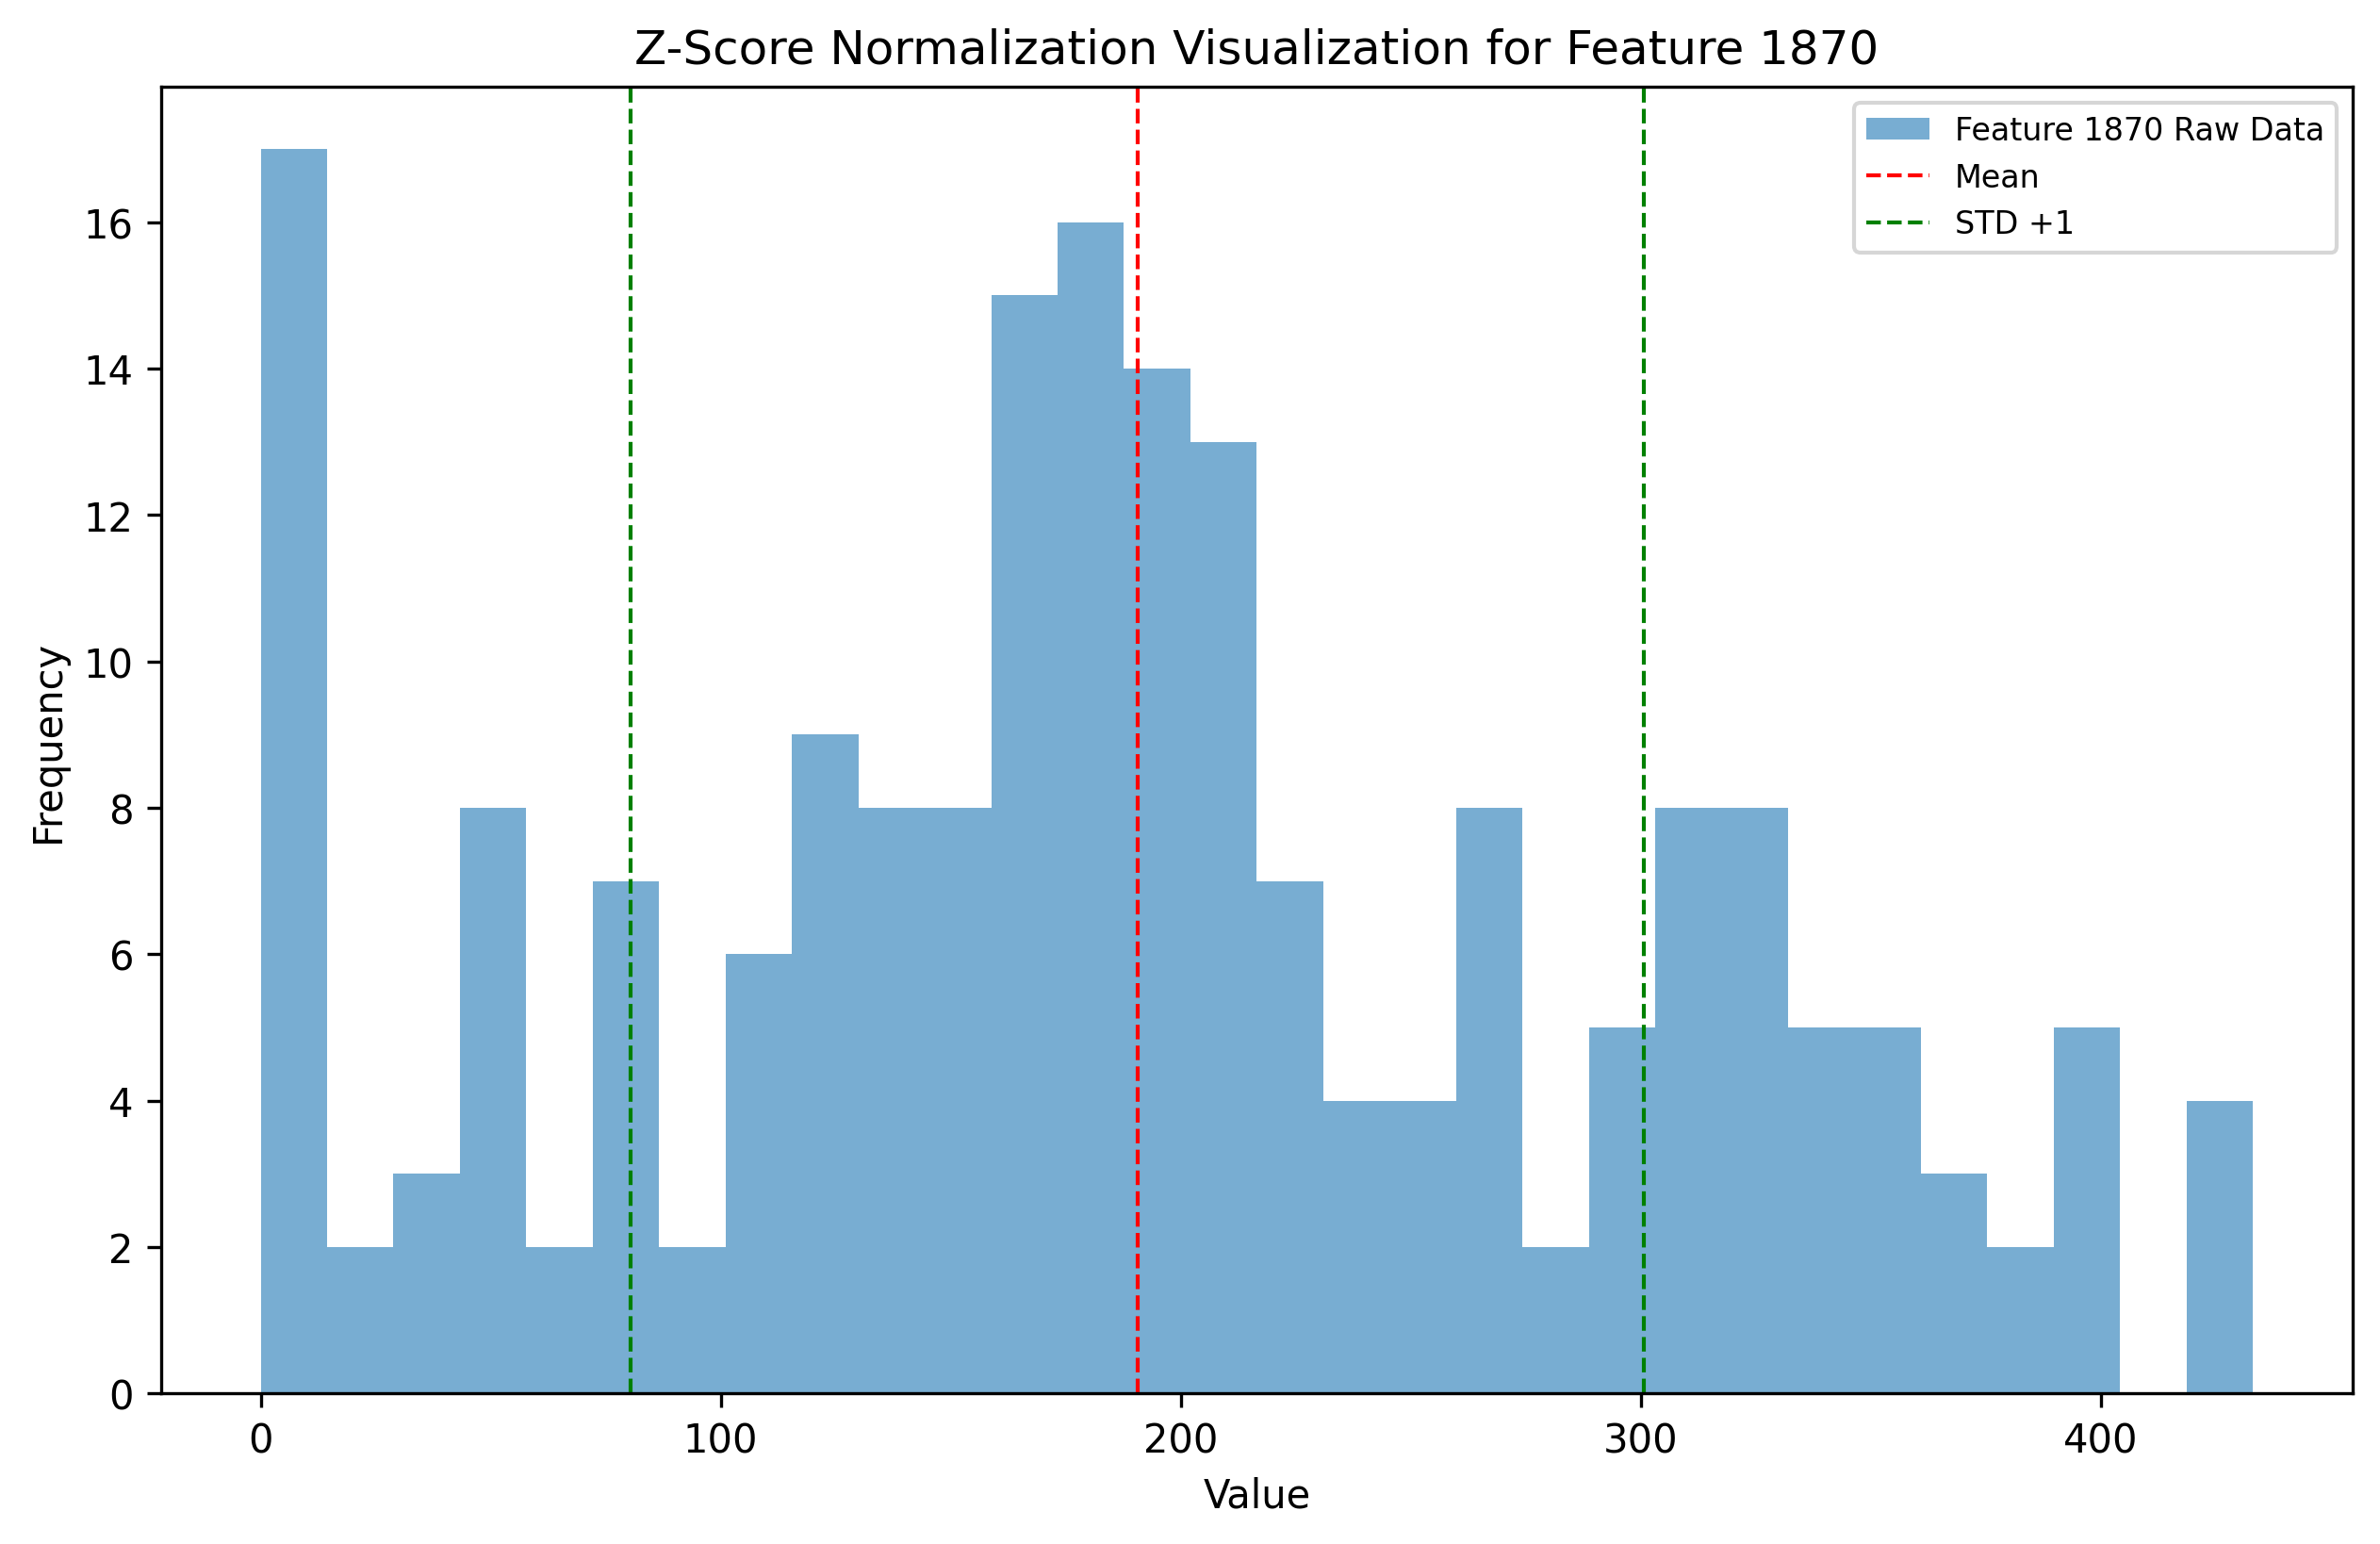 Z-Score Normalization Visualization for Feature 1870
Feature 1870 Raw Data
Mean
STD +1
16
14
12
10
8
6
4
2
0
Frequency
0 100 200 300 400
Value